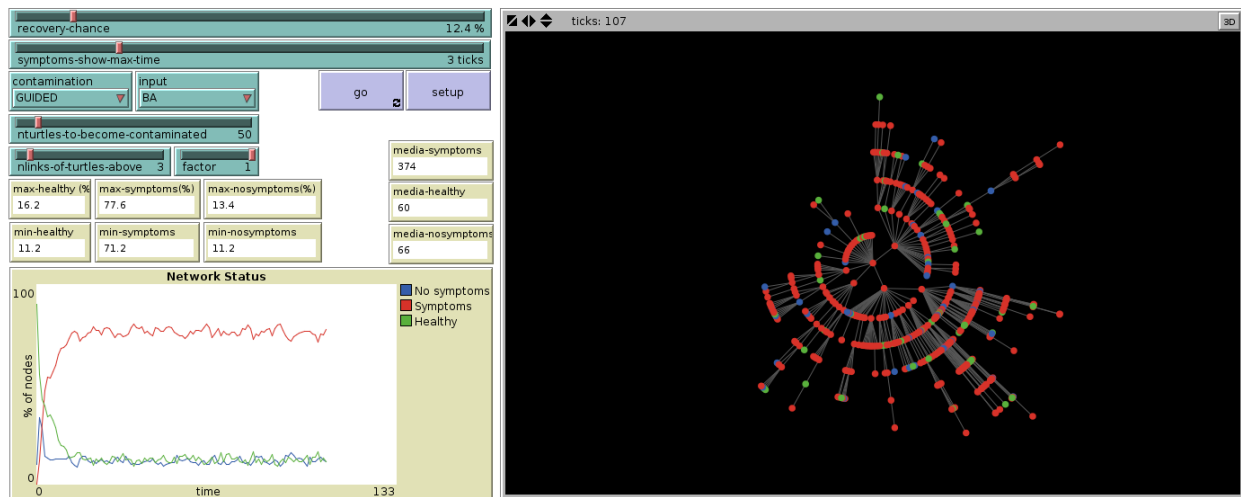 recovery-chance 12.4 %
symptoms-show-max-time 3 ticks
contamination
GUIDED
input
BA
go
setup
nturtles-to-become-contaminated 50
nlinks-of-turtles-above 3
factor 1
media-symptoms
374
max-healthy (%
16.2
max-symptoms(%)
77.6
max-nosymptoms(%)
13.4
media-healthy
60
min-healthy
11.2
min-symptoms
71.2
min-nosymptoms
11.2
media-nosymptoms
66
Network Status
100
% of nodes
0
0
time
133
No symptoms
Symptoms
Healthy
ticks: 107
3D